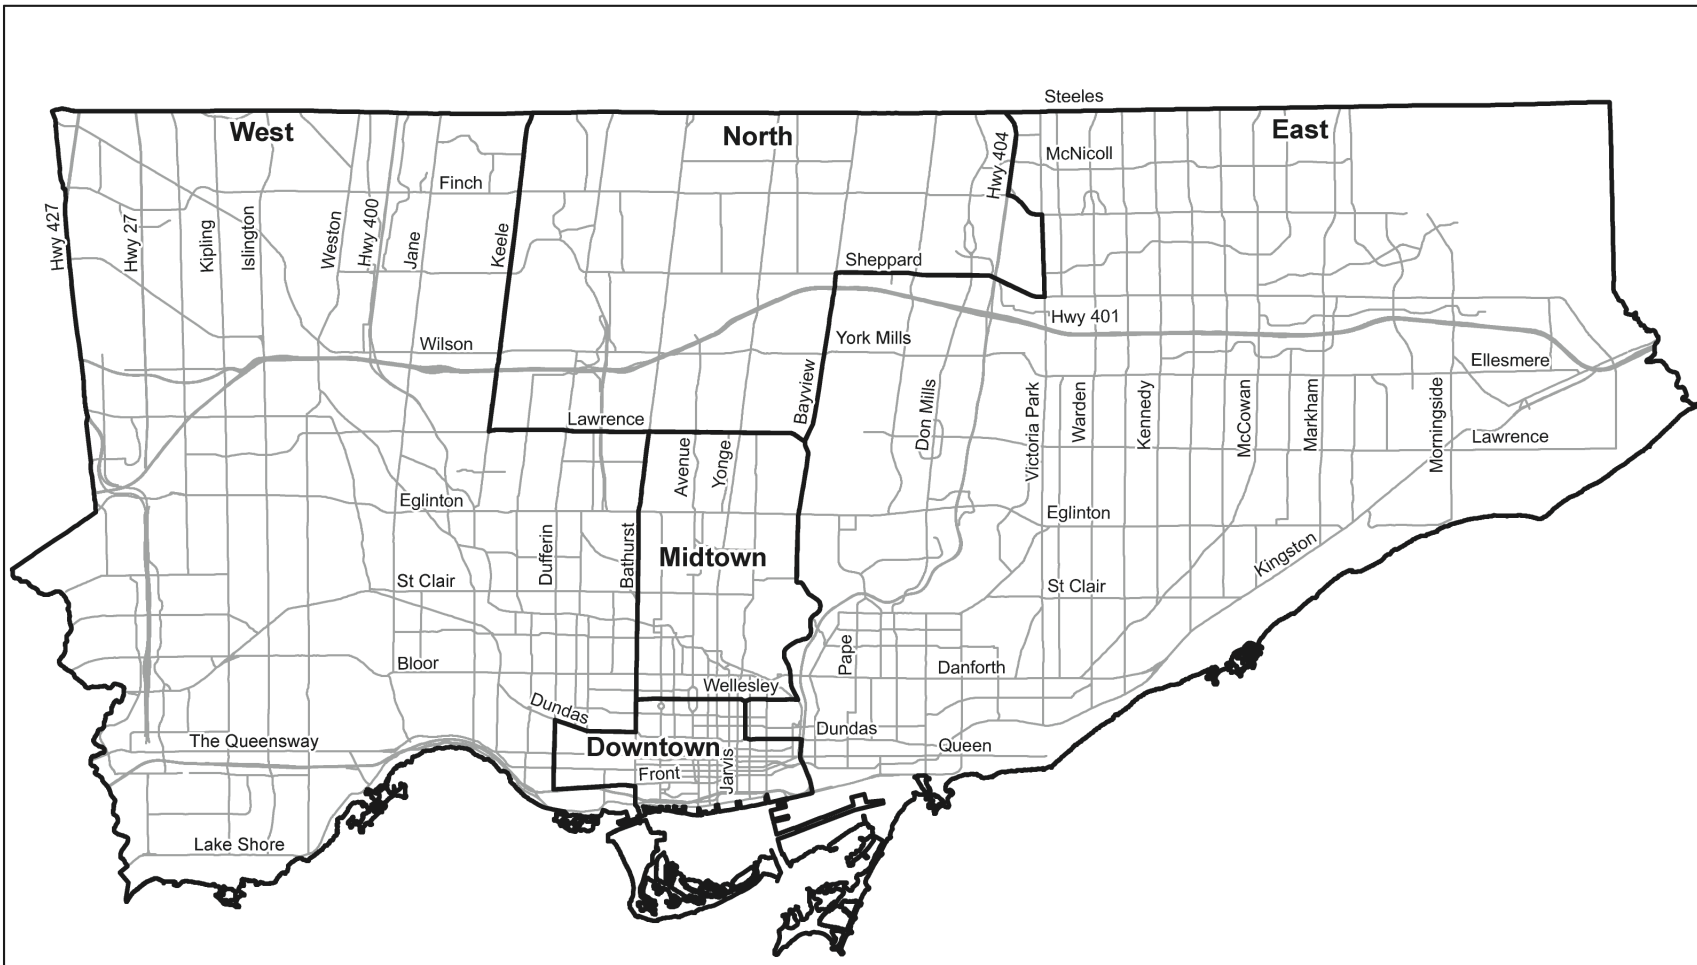 Steeles
West
North
East
McNicoll
Hwy 404
Finch
Hwy 427
Hwy 27
Kipling
Islington
Weston
Hwy 400
Jane
Keele
Sheppard
Hwy 401
Wilson
York Mills
Ellesmere
Bayview
Don Mills
Victoria Park
Warden
Kennedy
McCowan
Markham
Morningside
Lawrence
Lawrence
Avenue
Yonge
Eglinton
Eglinton
Dufferin
Bathurst
Midtown
Kingston
St Clair
St Clair
Pape
Bloor
Danforth
Wellesley
Dundas
Dundas
The Queensway
Downtown
Queen
Front
Jarvis
Lake Shore